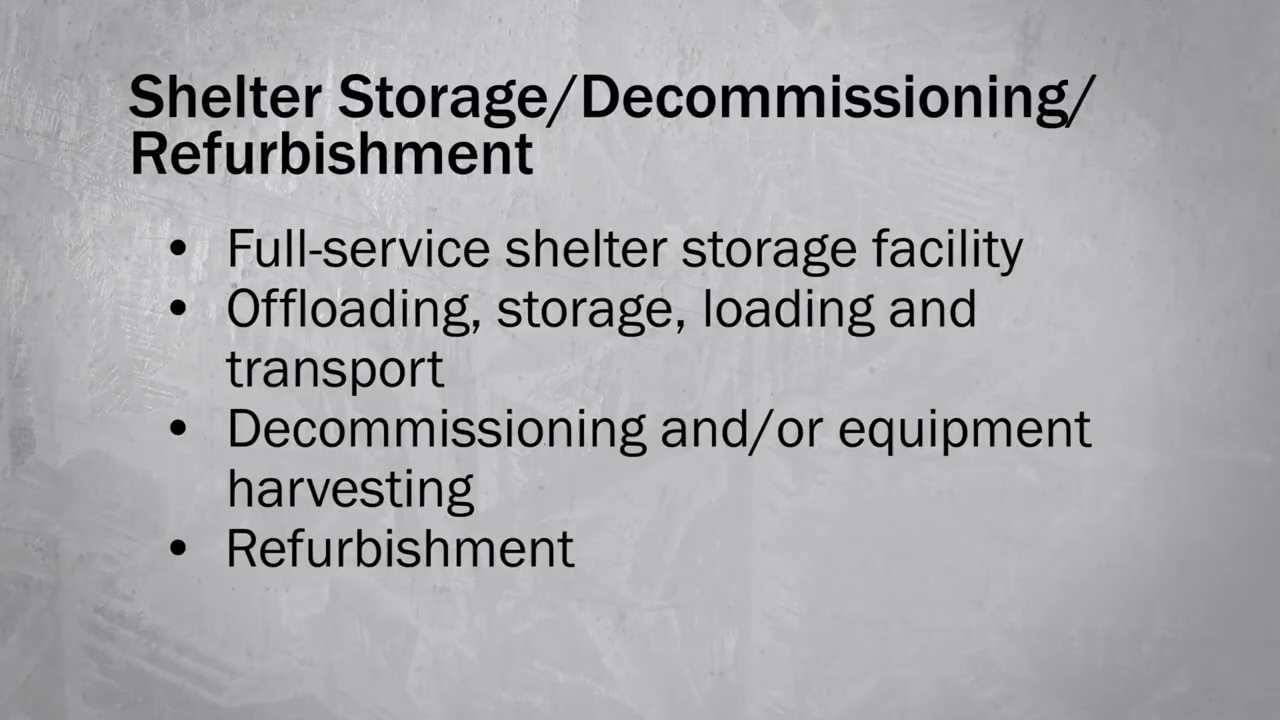 Shelter Storage/Decommissioning/
Refurbishment
• Full-service shelter storage facility
• Offloading, storage, loading and
transport
• Decommissioning and/or equipment
harvesting
• Refurbishment